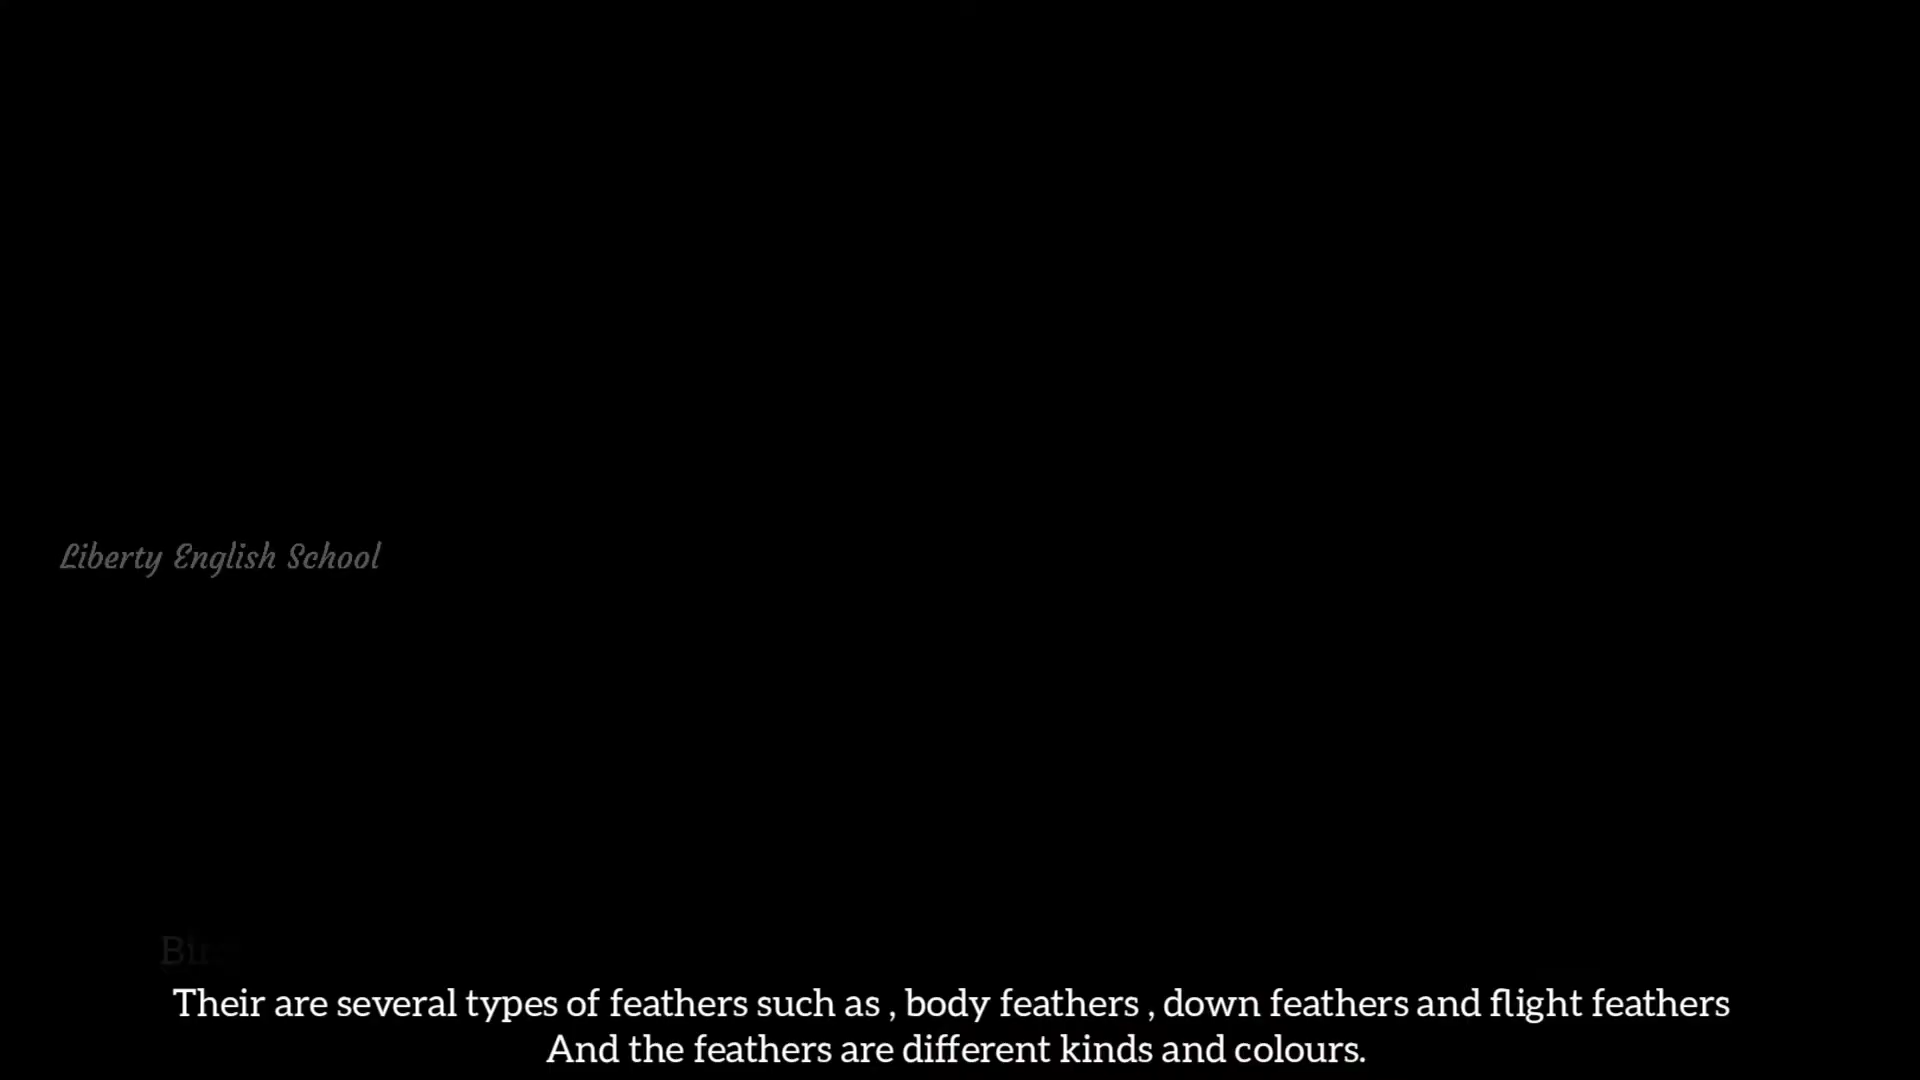 Liberty English School
Their are several types of feathers such as , body feathers , down feathers and flight feathers
And the feathers are different kinds and colours.